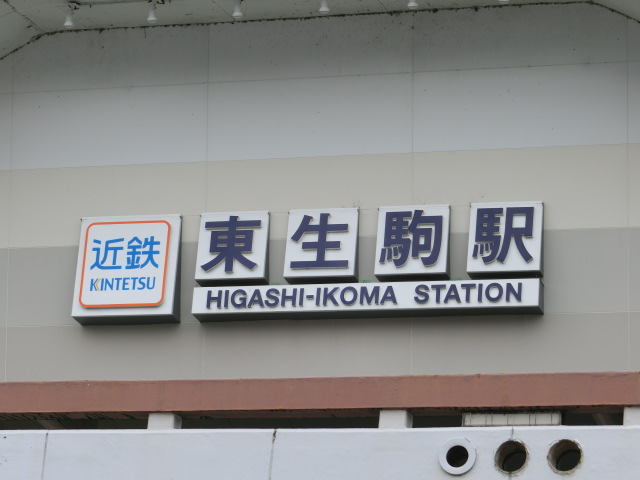 近鉄
KINTETSU
東生駒駅
HIGASHI-IKOMA STATION